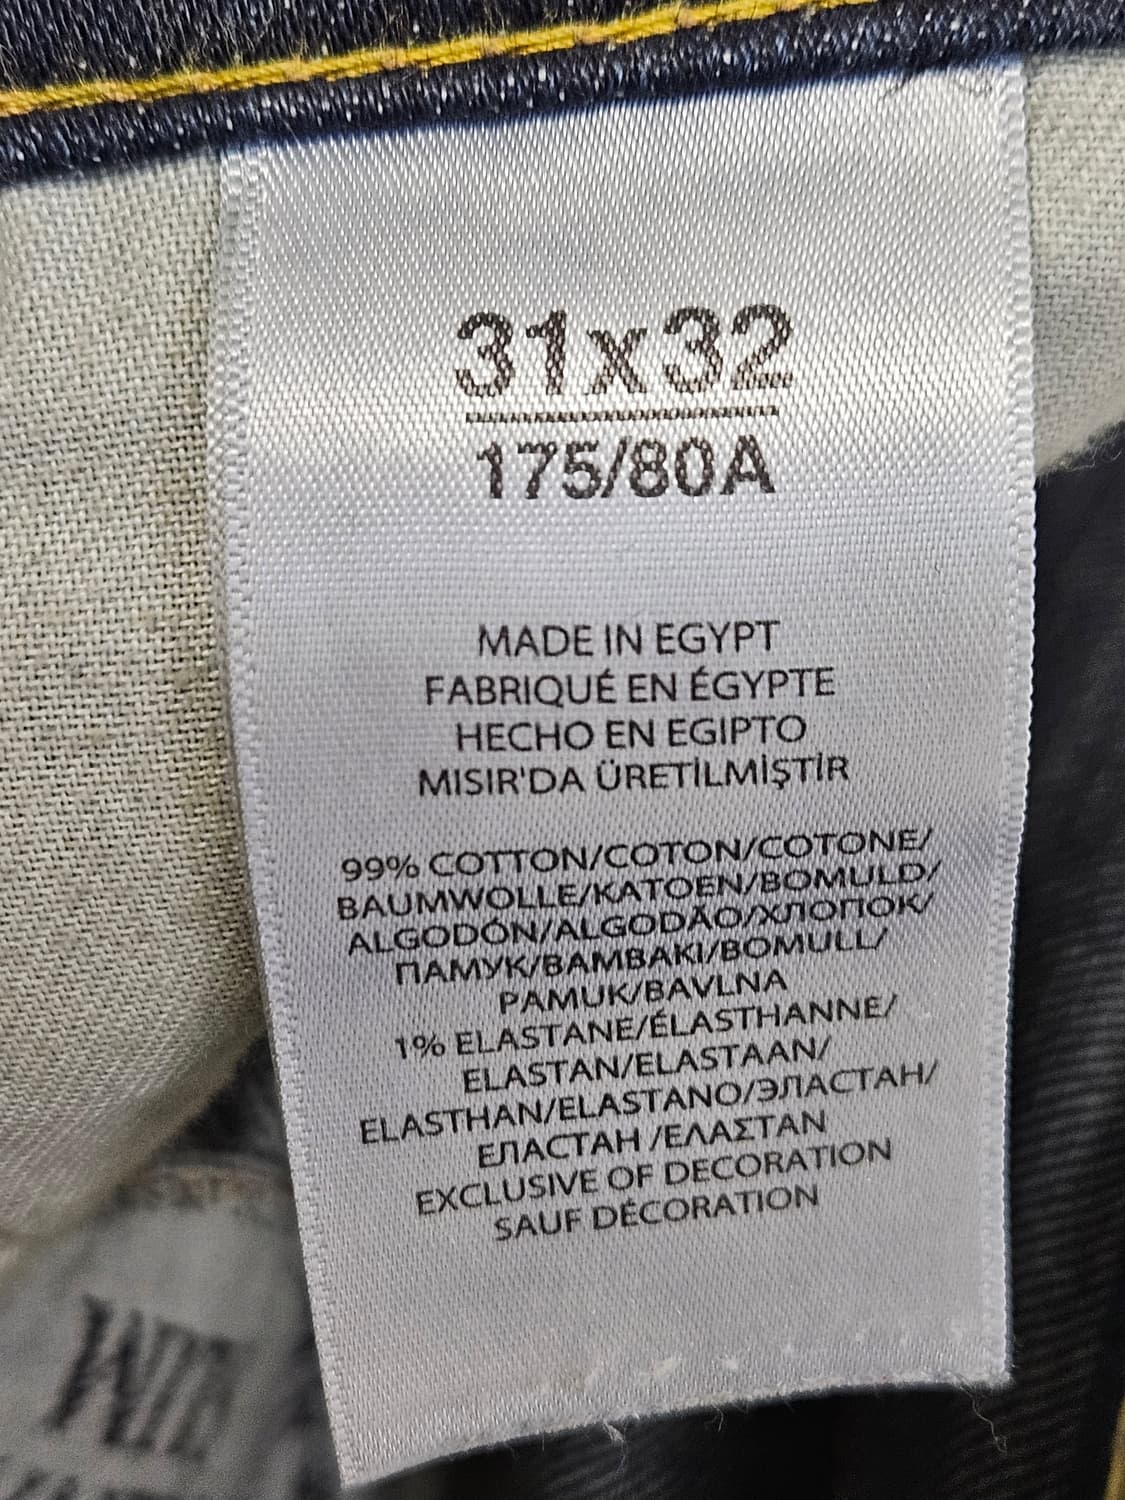 31x32
175/80A
MADE IN EGYPT
FABRIQUÉ EN ÉGYPTE
HECHO EN EGIPTO
MISIR'DA ÜRETİLMİŞTİR
99% COTTON/COTON/COTONE/
BAUMWOLLE/KATOEN/BOMULD/
ALGODÓN/ALGODÃO/ХЛОПОК/
ПАМУК/ΒΑΜΒΑΚΙ/BOMULL/
PAMUK/BAVLNA
1% ELASTANE/ÉLASTHANNE/
ELASTAN/ELASTAAN/
ELASTHAN/ELASTANO/ЭЛАСТАН/
ЕЛАСТАН /ΕΛΑΣΤΑΝ
EXCLUSIVE OF DECORATION
SAUF DÉCORATION